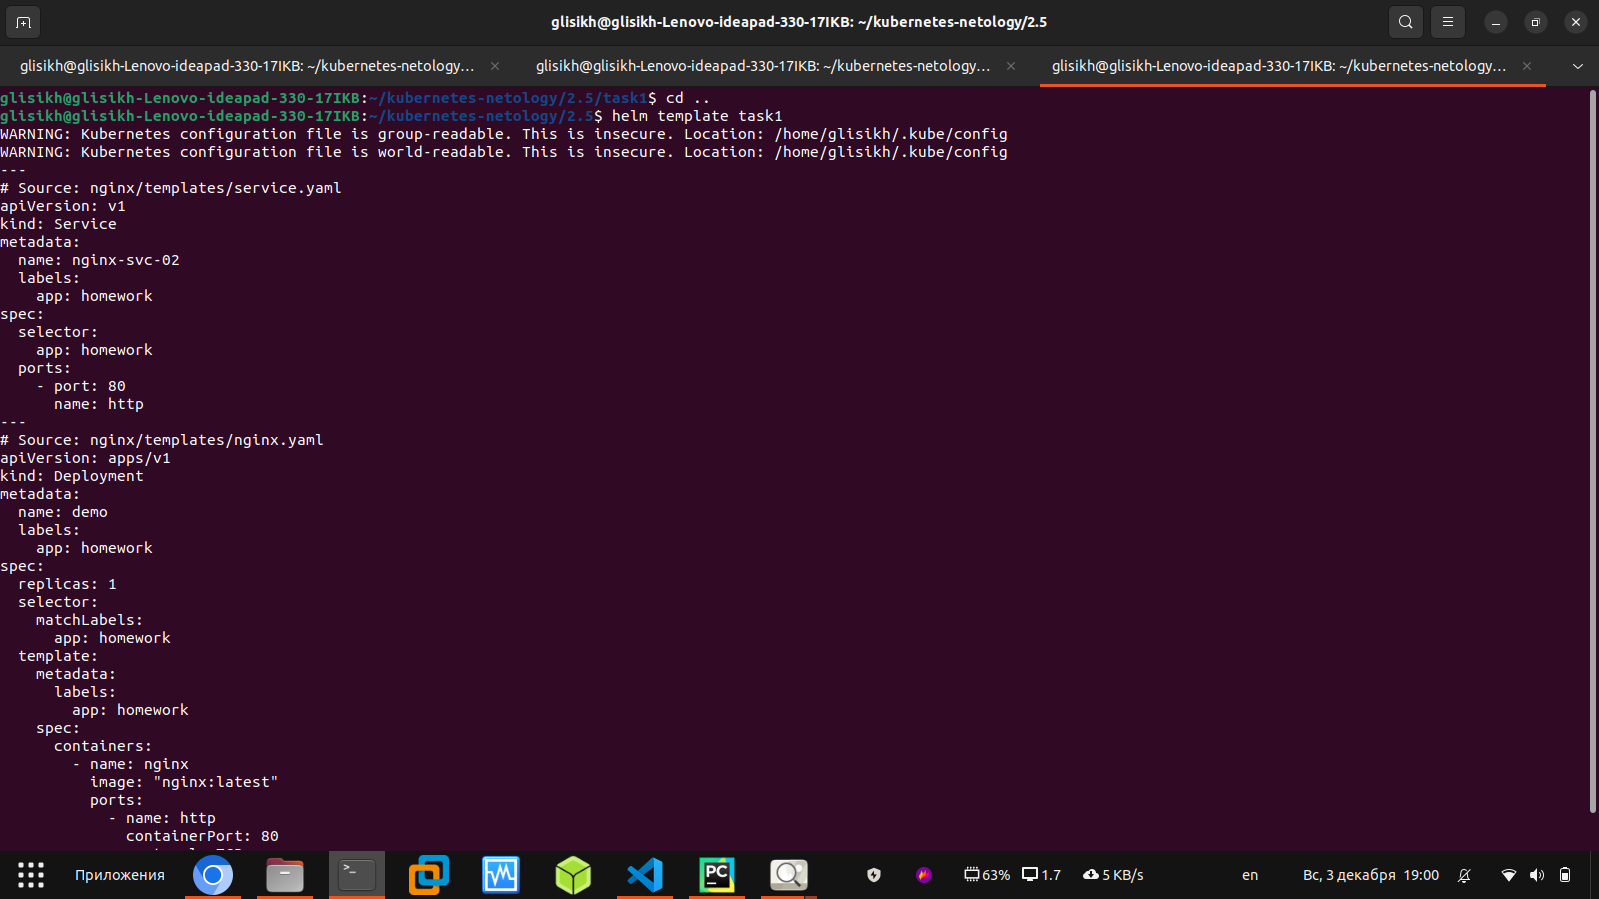 glisikh@glisikh-Lenovo-ideapad-330-17IKB: ~/kubernetes-netology/2.5
glisikh@glisikh-Lenovo-ideapad-330-17IKB: ~/kubernetes-netology...
glisikh@glisikh-Lenovo-ideapad-330-17IKB: ~/kubernetes-netology...
glisikh@glisikh-Lenovo-ideapad-330-17IKB: ~/kubernetes-netology...
glisikh@glisikh-Lenovo-ideapad-330-17IKB:~/kubernetes-netology/2.5/task1$ cd ..
glisikh@glisikh-Lenovo-ideapad-330-17IKB:~/kubernetes-netology/2.5$ helm template task1
WARNING: Kubernetes configuration file is group-readable. This is insecure. Location: /home/glisikh/.kube/config
WARNING: Kubernetes configuration file is world-readable. This is insecure. Location: /home/glisikh/.kube/config
---
# Source: nginx/templates/service.yaml
apiVersion: v1
kind: Service
metadata:
  name: nginx-svc-02
  labels:
    app: homework
spec:
  selector:
    app: homework
  ports:
    - port: 80
      name: http
---
# Source: nginx/templates/nginx.yaml
apiVersion: apps/v1
kind: Deployment
metadata:
  name: demo
  labels:
    app: homework
spec:
  replicas: 1
  selector:
    matchLabels:
      app: homework
  template:
    metadata:
      labels:
        app: homework
    spec:
      containers:
        - name: nginx
          image: "nginx:latest"
          ports:
            - name: http
              containerPort: 80
Приложения
>_
PC
63%
1.7
5 KB/s
en
Вс, 3 декабря 19:00